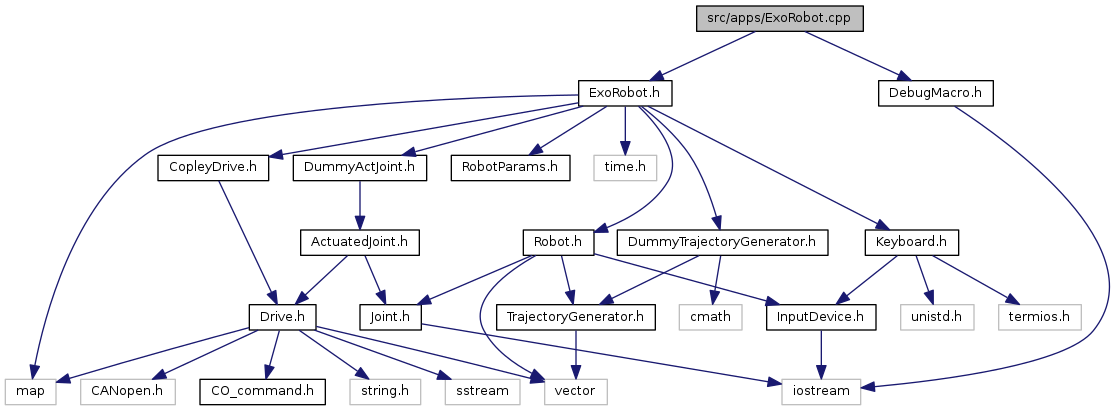 src/apps/ExoRobot.cpp
ExoRobot.h
DebugMacro.h
CopleyDrive.h
DummyActJoint.h
RobotParams.h
time.h
ActuatedJoint.h
Robot.h
DummyTrajectoryGenerator.h
Keyboard.h
Drive.h
Joint.h
TrajectoryGenerator.h
cmath
InputDevice.h
unistd.h
termios.h
map
CANopen.h
CO_command.h
string.h
sstream
vector
iostream